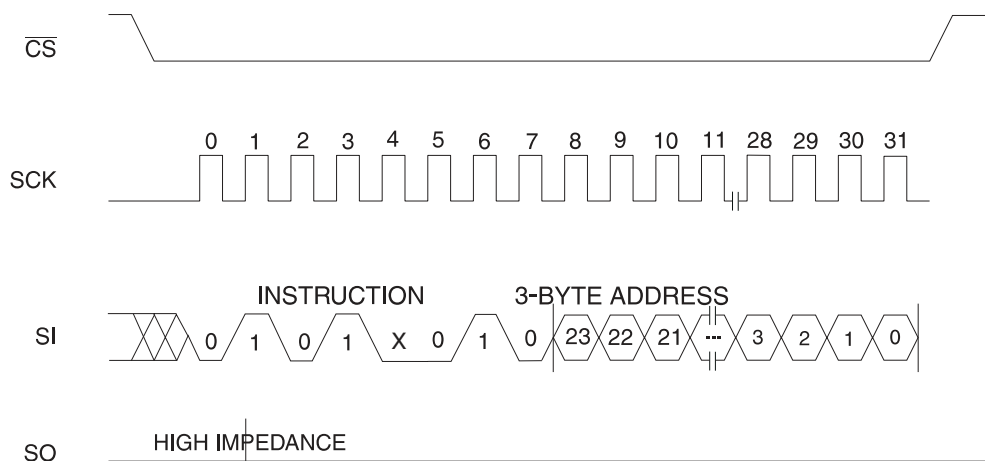 CS
0 1 2 3 4 5 6 7 8 9 10 11 28 29 30 31
SCK
INSTRUCTION 3-BYTE ADDRESS
SI 0 1 0 1 X 0 1 0 23 22 21 ... 3 2 1 0
HIGH IMPEDANCE
SO